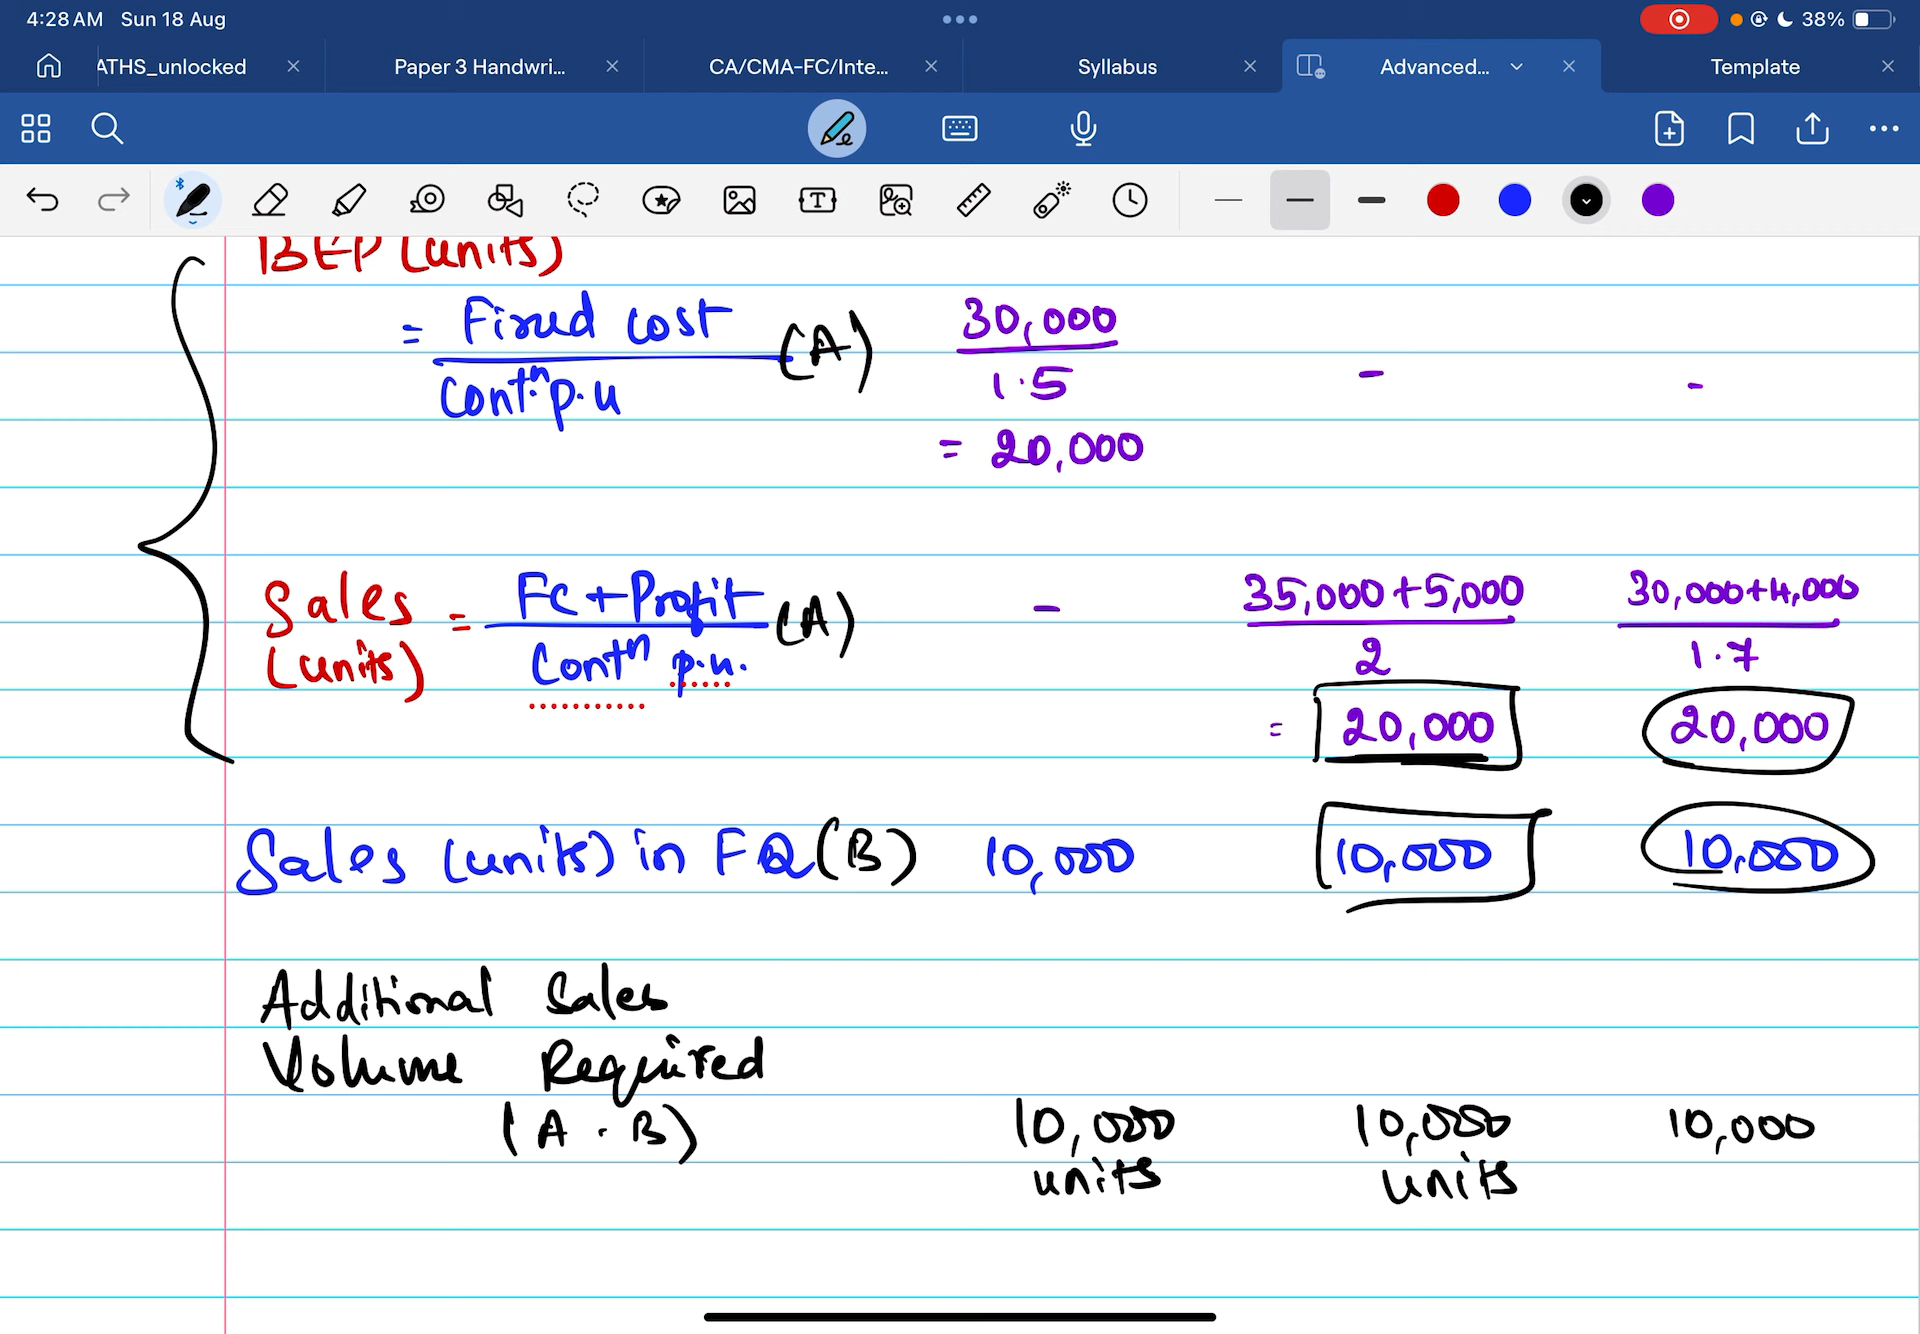 4:28 AM Sun 18 Aug
38%
ATHS_unlocked
Paper 3 Handwri...
CA/CMA-FC/Inte...
Syllabus
Advanced...
Template
BEP (units)
= Fixed cost (A) 30,000
Contn p.u 1.5 - -
= 20,000
Sales = FC + Profit (A) - 35,000+5,000 30,000+4,000
(units) Contn p.u. 2 1.7
= 20,000 20,000
Sales (units) in FQ (B) 10,000 10,000 10,000
Additional Sales
Volume Required
(A - B) 10,000 10,000 10,000
units units